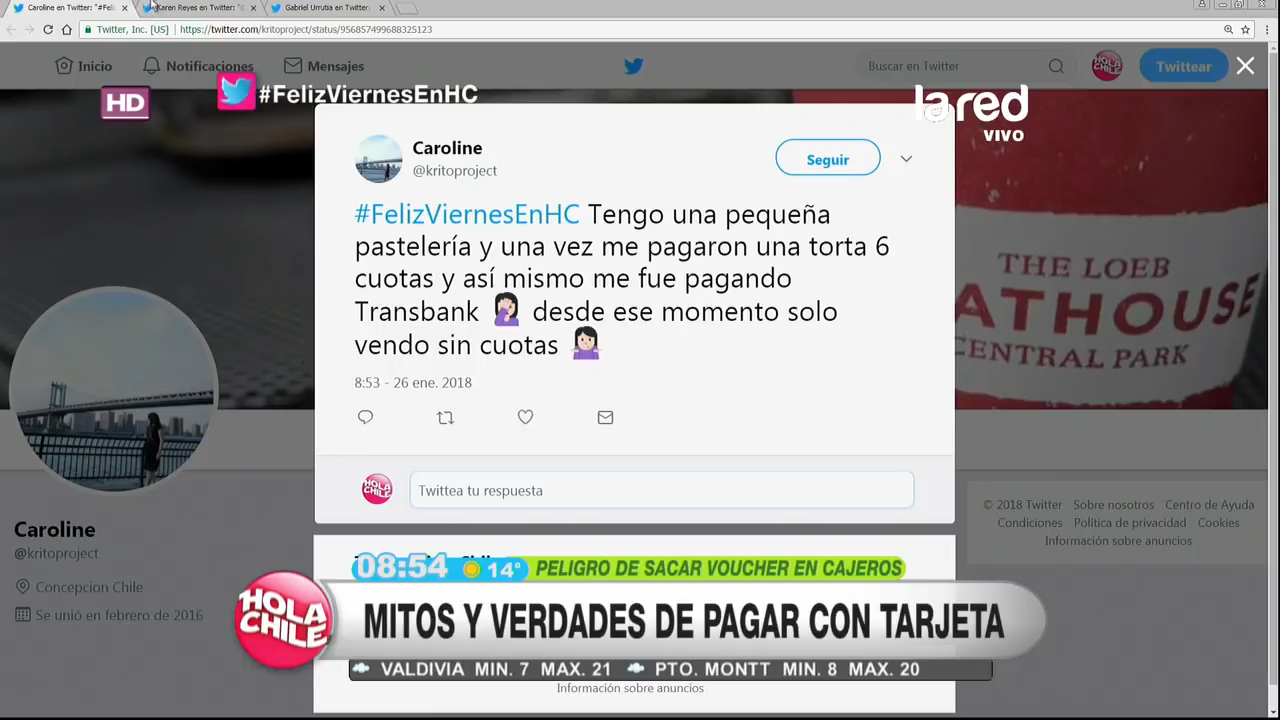 Caroline en Twitter: "#Feliz
Karen Reyes en Twitter: "@
Gabriel Urrutia en Twitter:
Twitter, Inc. [US]
https://twitter.com/kritoproject/status/956857499688325123
Inicio
Notificaciones
Mensajes
Buscar en Twitter
HOLA CHILE
Twittear
HD
#FelizViernesEnHC
la red
VIVO
Caroline
@kritoproject
Seguir
#FelizViernesEnHC Tengo una pequeña
pastelería y una vez me pagaron una torta 6
cuotas y así mismo me fue pagando
Transbank desde ese momento solo
vendo sin cuotas
8:53 - 26 ene. 2018
THE LOEB
ATHOUSE
CENTRAL PARK
HOLA CHILE
Twittea tu respuesta
Caroline
@kritoproject
Concepcion Chile
Se unió en febrero de 2016
© 2018 Twitter Sobre nosotros Centro de Ayuda
Condiciones Política de privacidad Cookies
Información sobre anuncios
08:54 14° PELIGRO DE SACAR VOUCHER EN CAJEROS
HOLA
CHILE
MITOS Y VERDADES DE PAGAR CON TARJETA
VALDIVIA MIN. 7 MAX. 21 PTO. MONTT MIN. 8 MAX. 20
Información sobre anuncios